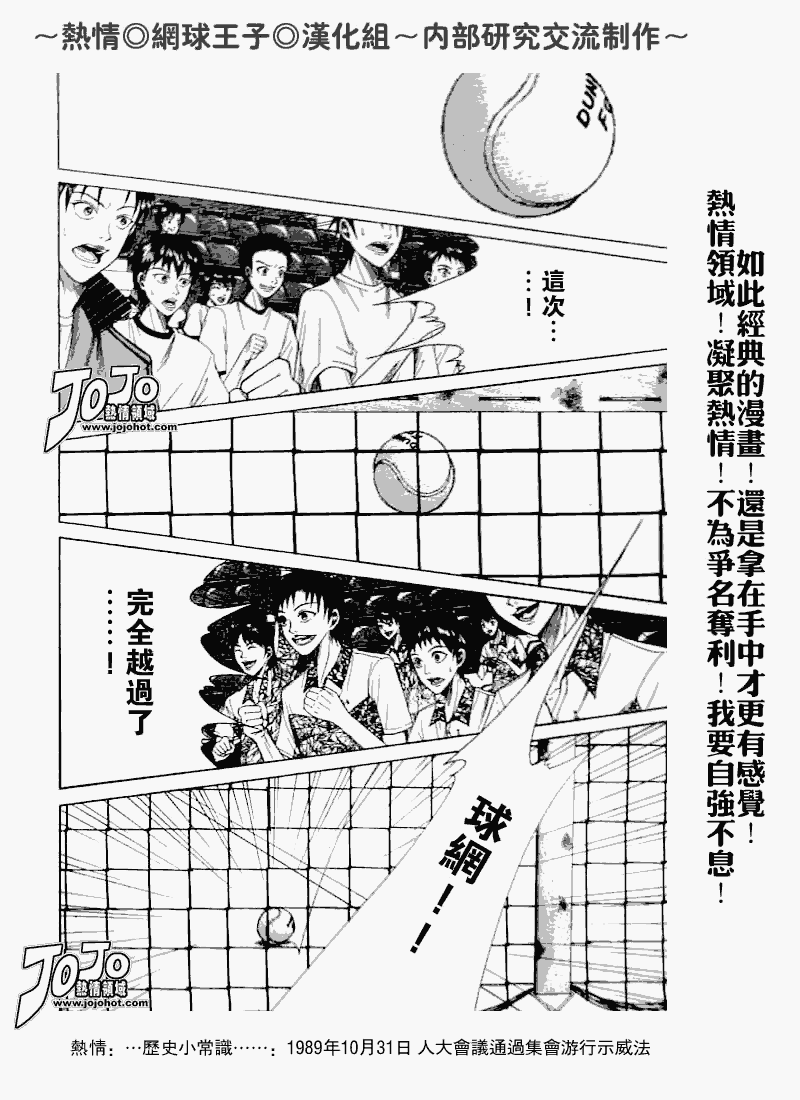 ～熱情◎網球王子◎漢化組～内部研究交流制作～
DUN
這次…
…！
如此經典的漫畫！還是拿在手中才更有感覺！
熱情領域！凝聚熱情！不為爭名奪利！我要自強不息！
JOJO
熱情領域
www.jojohot.com
完全越過了
……！
球網！！
JOJO
熱情領域
www.jojohot.com
熱情：…歷史小常識……：1989年10月31日 人大會議通過集會游行示威法